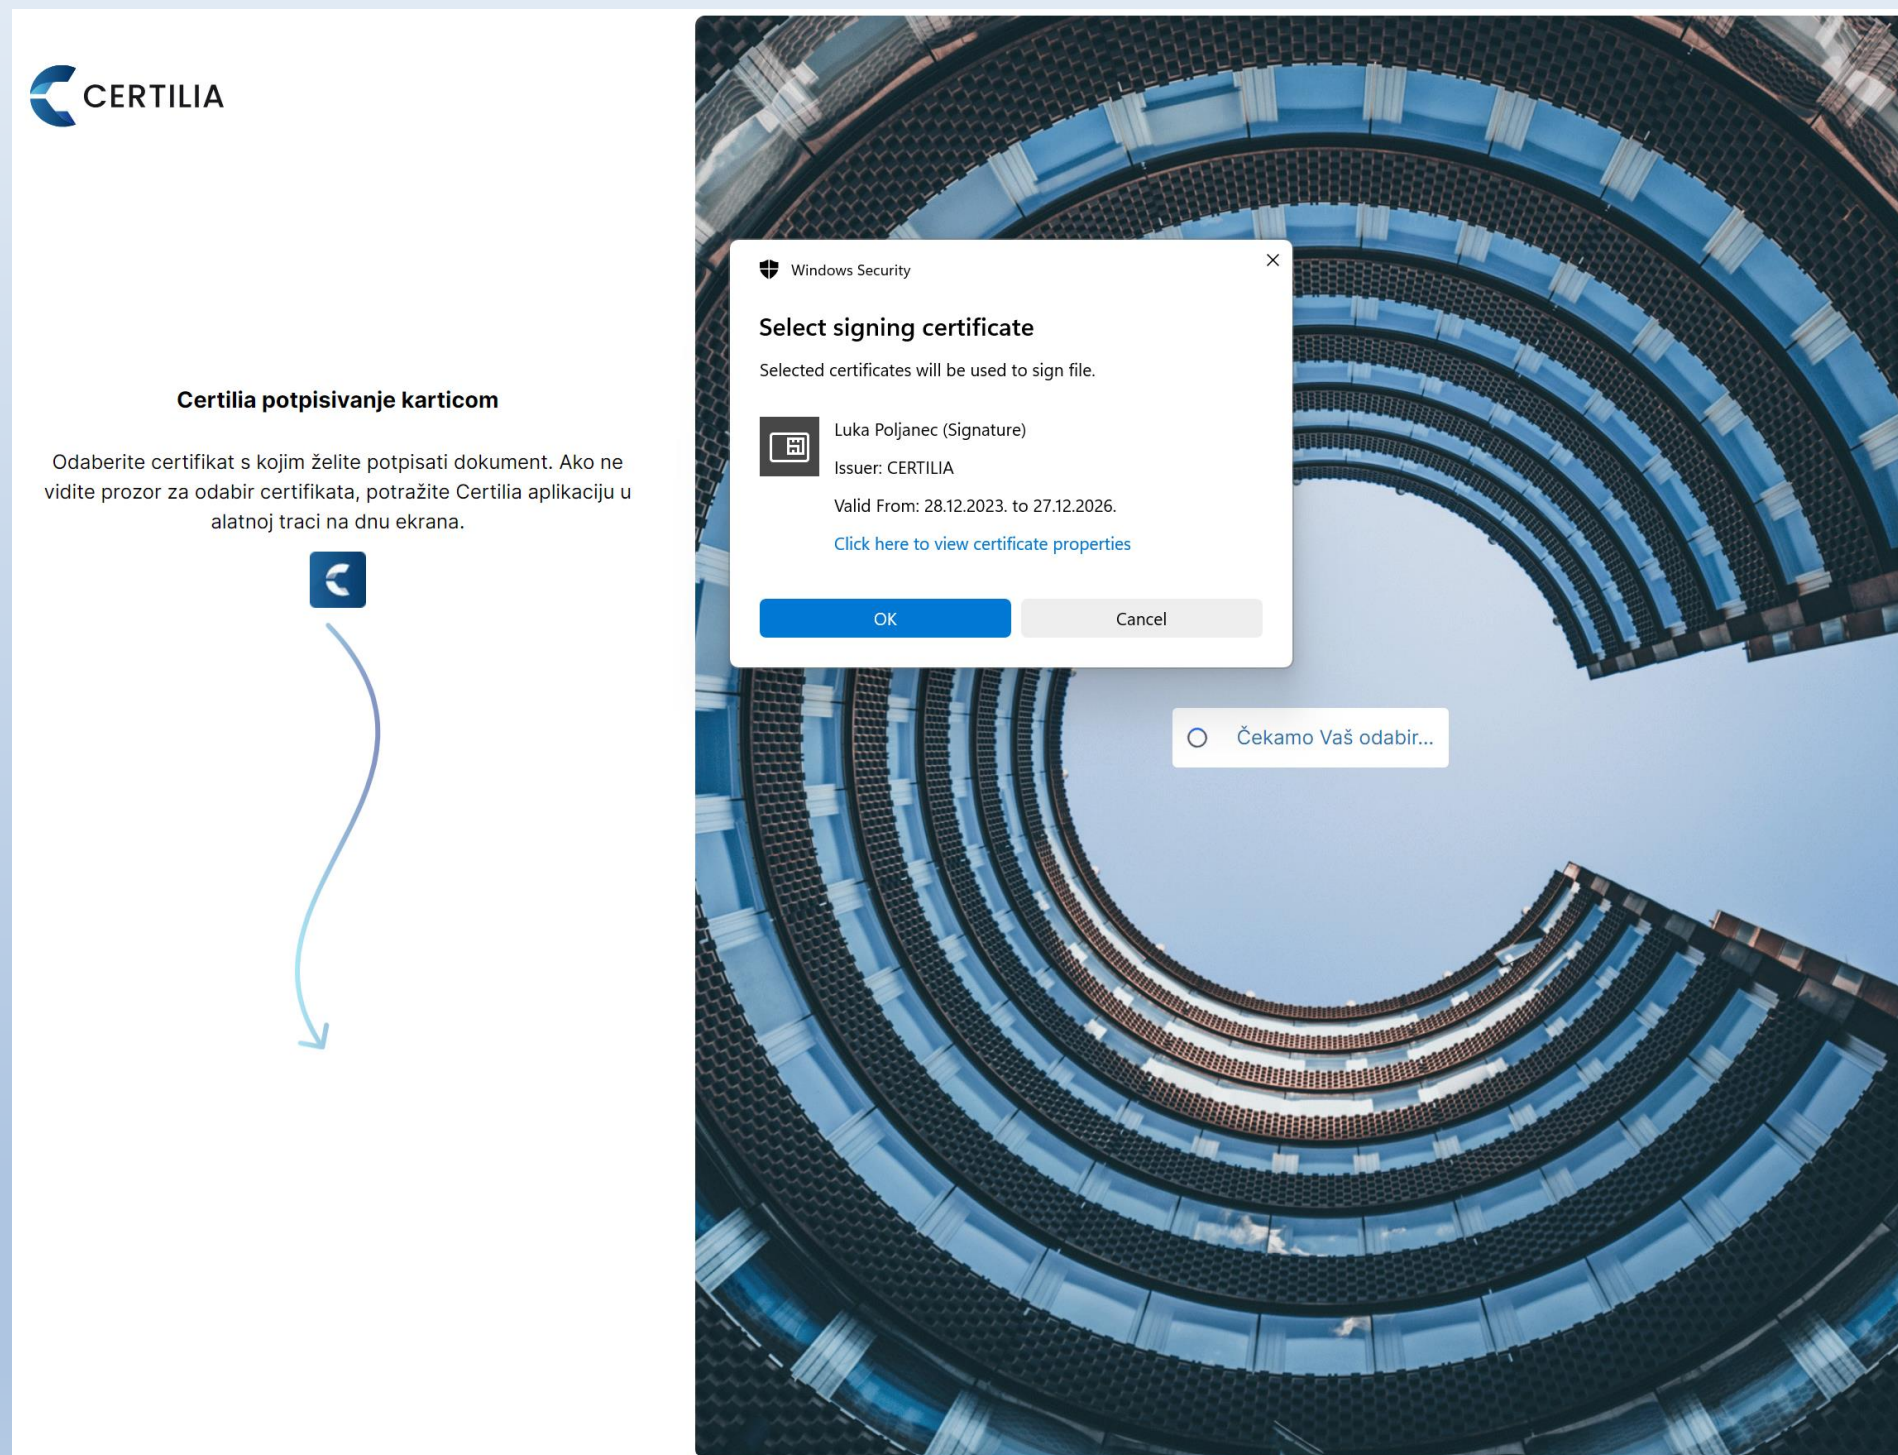 CERTILIA
Certilia potpisivanje karticom
Odaberite certifikat s kojim želite potpisati dokument. Ako ne
vidite prozor za odabir certifikata, potražite Certilia aplikaciju u
alatnoj traci na dnu ekrana.
Windows Security
Select signing certificate
Selected certificates will be used to sign file.
Luka Poljanec (Signature)
Issuer: CERTILIA
Valid From: 28.12.2023. to 27.12.2026.
Click here to view certificate properties
OK
Cancel
Čekamo Vaš odabir...